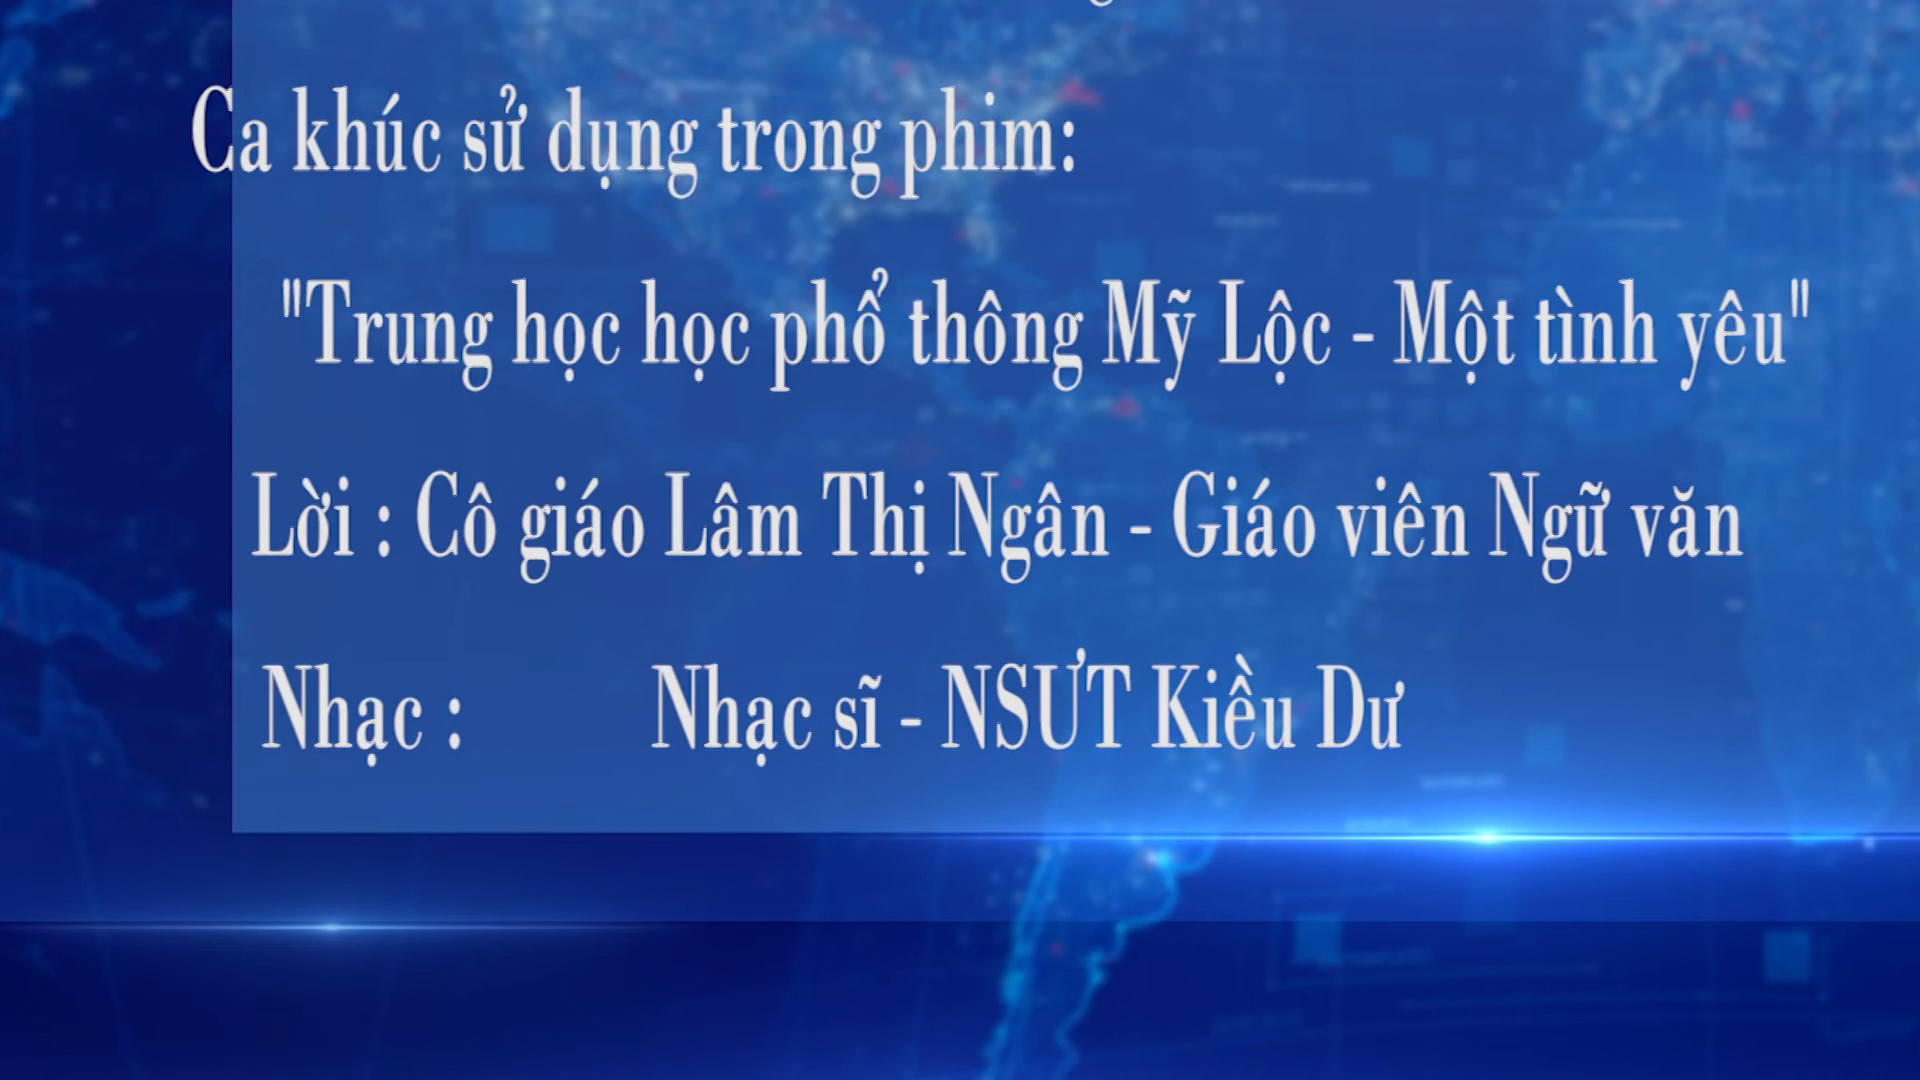 Ca khúc sử dụng trong phim:
"Trung học học phổ thông Mỹ Lộc - Một tình yêu"
Lời : Cô giáo Lâm Thị Ngân - Giáo viên Ngữ văn
Nhạc : Nhạc sĩ - NSƯT Kiều Dư